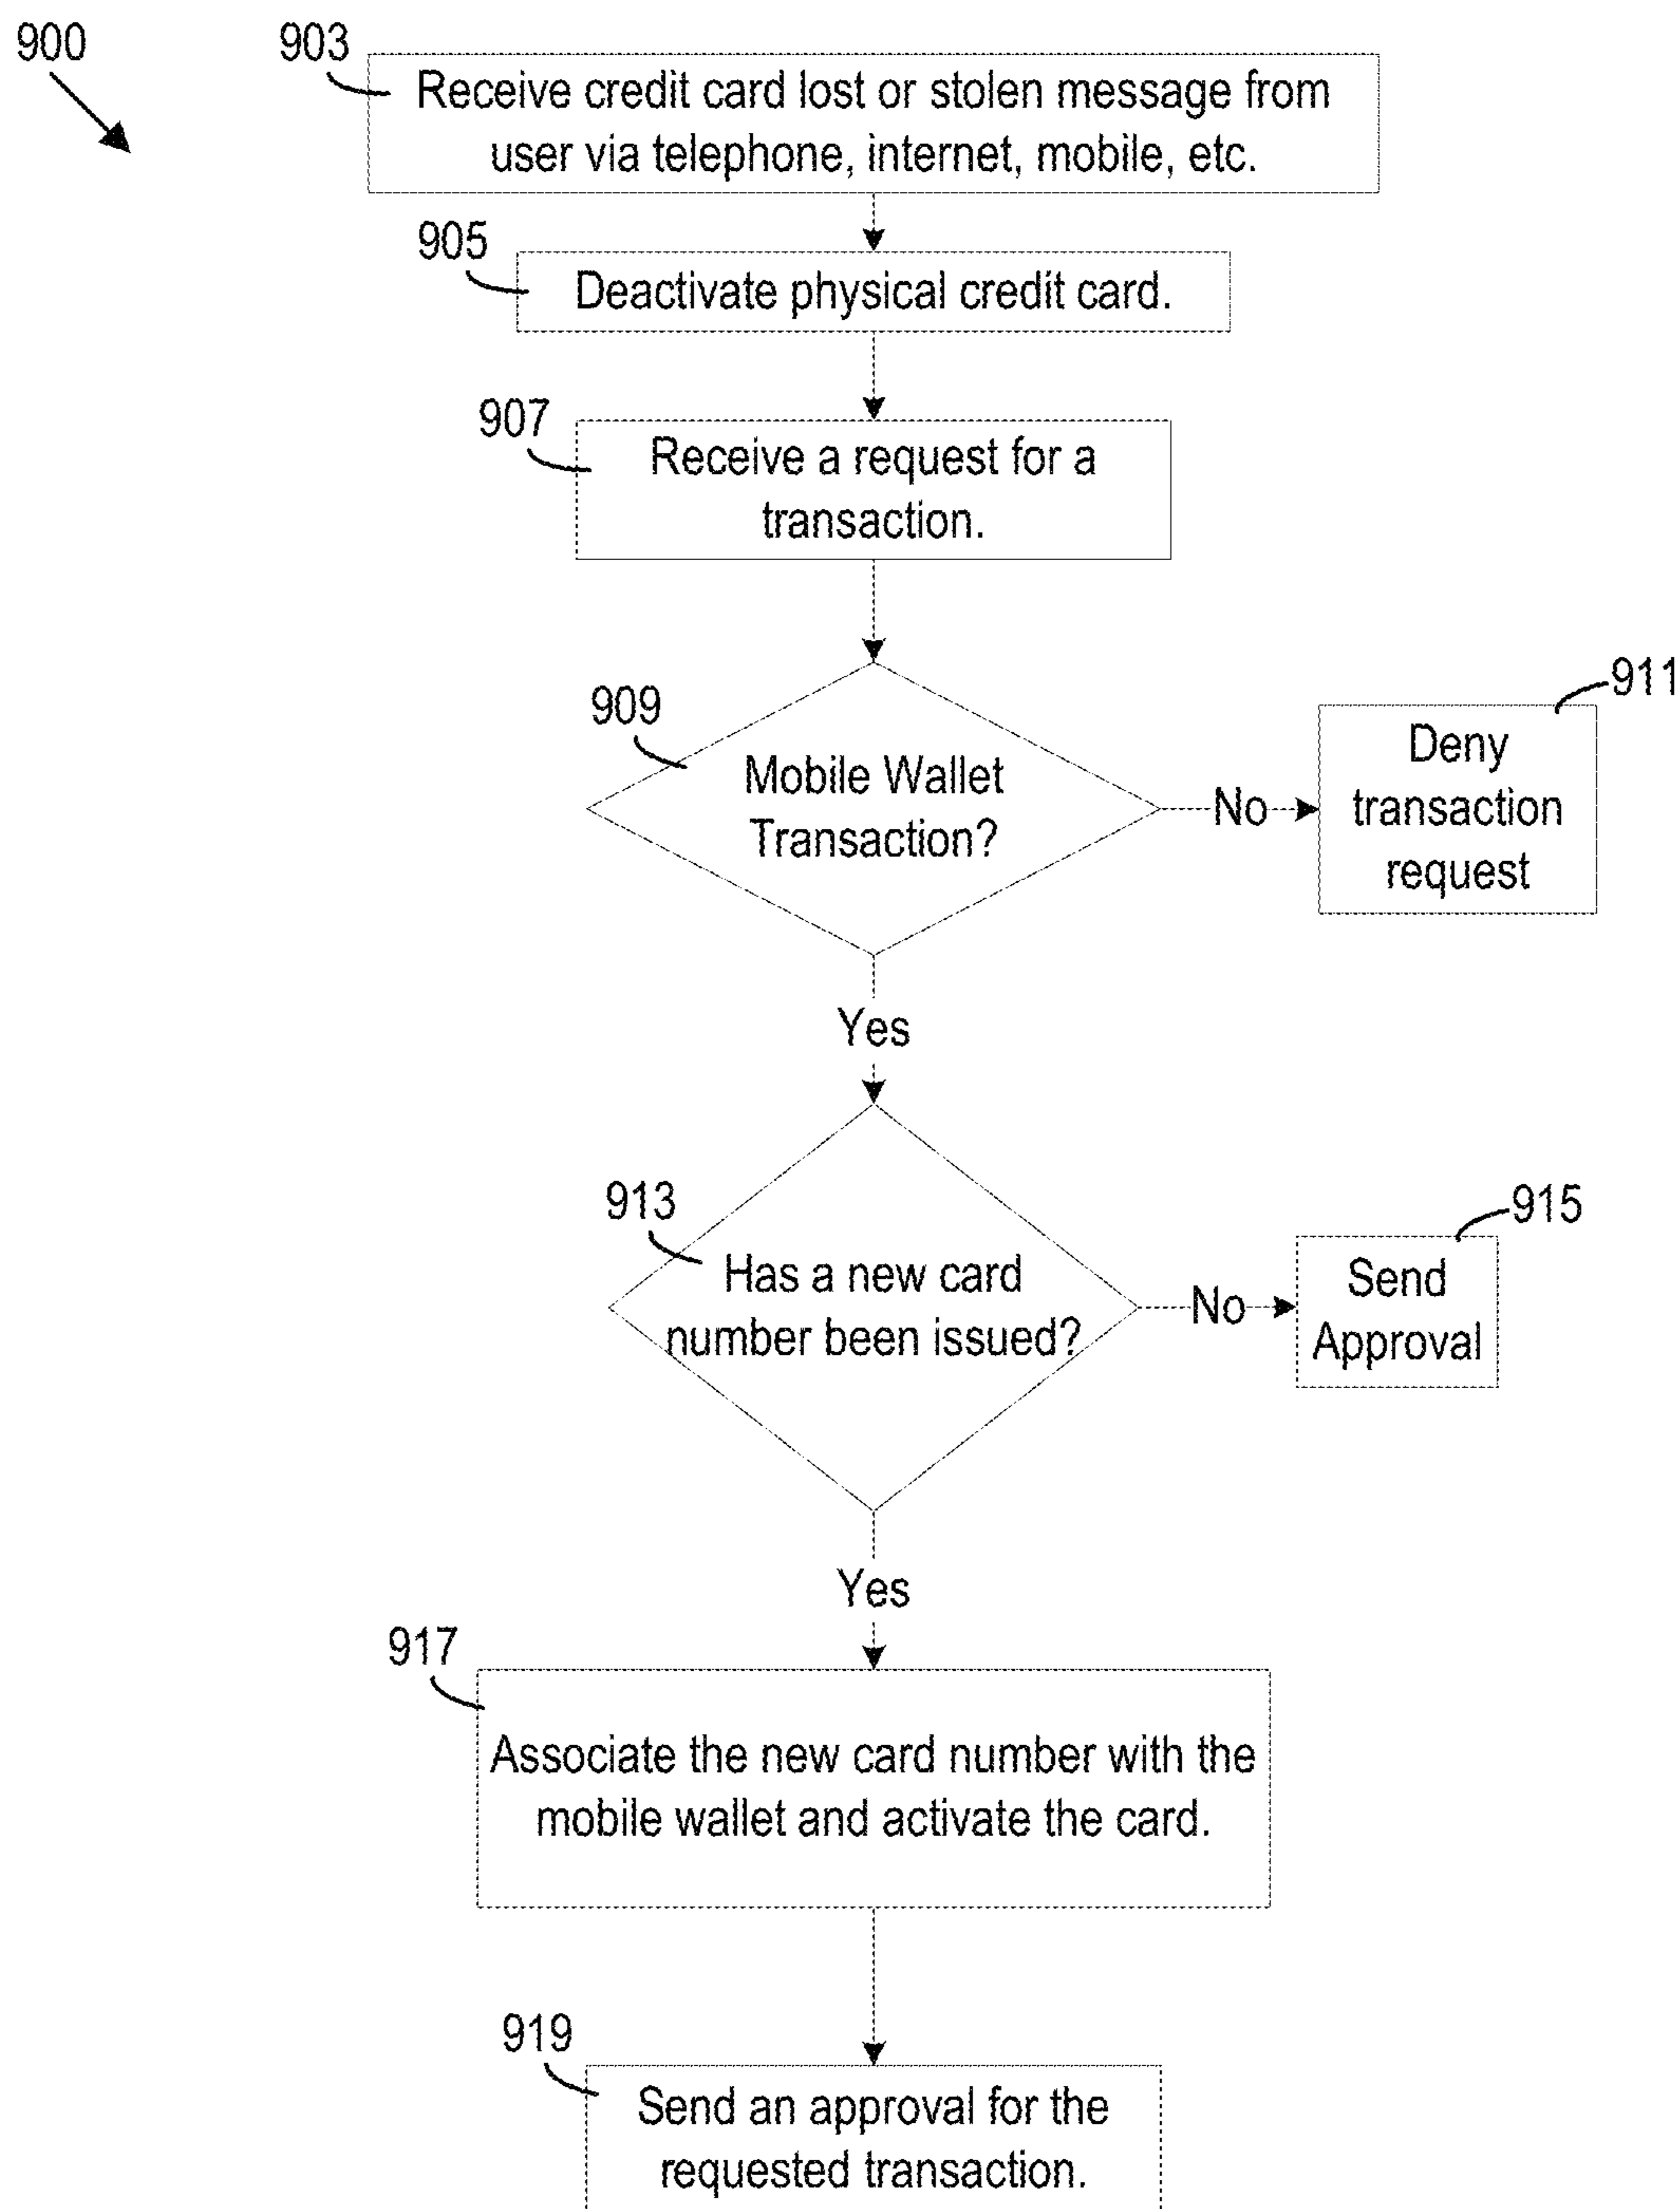 900
903
Receive credit card lost or stolen message from
user via telephone, internet, mobile, etc.
905
Deactivate physical credit card.
907
Receive a request for a
transaction.
909
Mobile Wallet
Transaction?
No
911
Deny
transaction
request
Yes
913
Has a new card
number been issued?
No
915
Send
Approval
Yes
917
Associate the new card number with the
mobile wallet and activate the card.
919
Send an approval for the
requested transaction.